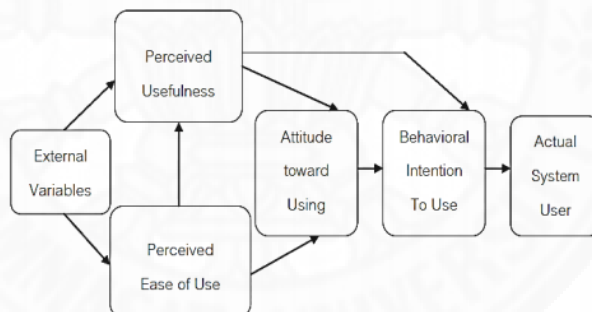 Perceived
Usefulness
External
Variables
Perceived
Ease of Use
Attitude
toward
Using
Behavioral
Intention
To Use
Actual
System
User